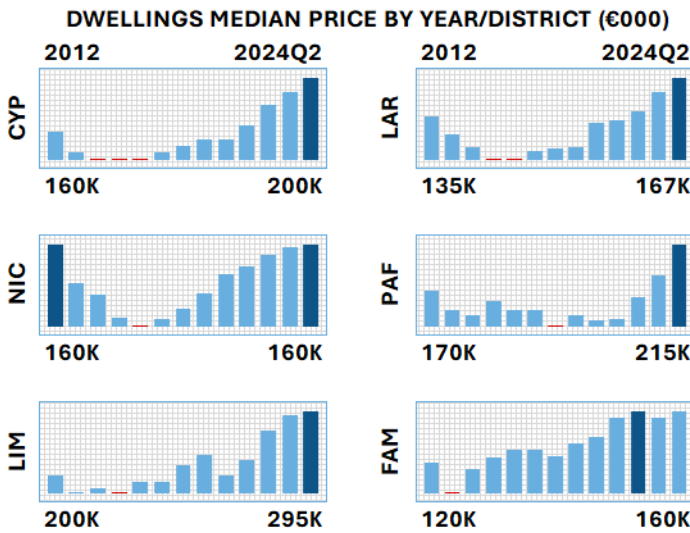 DWELLINGS MEDIAN PRICE BY YEAR/DISTRICT (€000)
2012 2024Q2 2012 2024Q2
CYP LAR
160K 200K 135K 167K
NIC PAF
160K 160K 170K 215K
LIM FAM
200K 295K 120K 160K